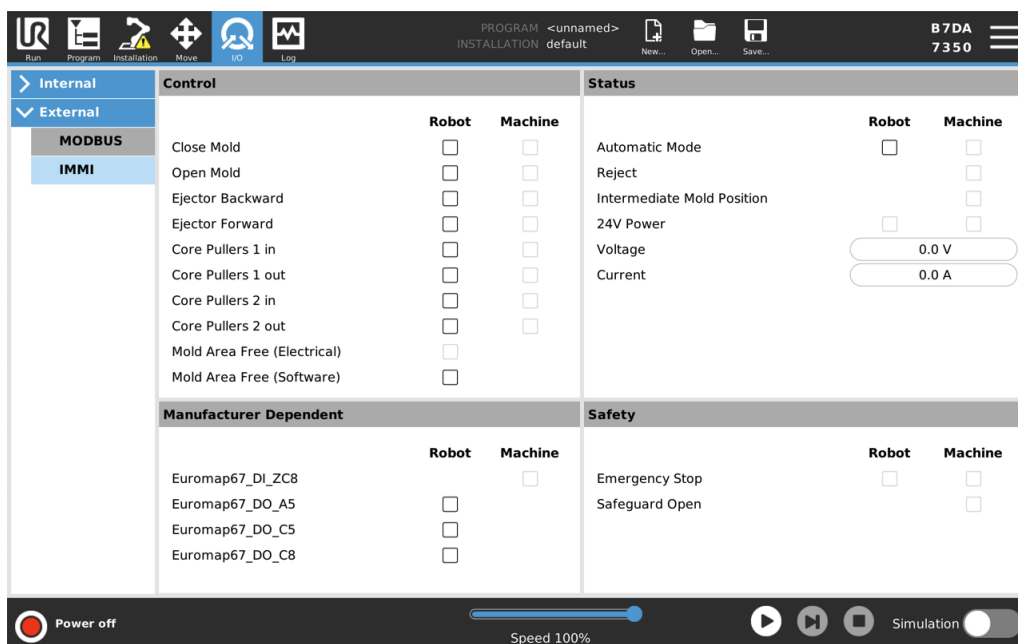 UR
PROGRAM <unnamed>
INSTALLATION default
B7DA
7350
Run Program Installation Move I/O Log New... Open... Save...
Internal
External
MODBUS
IMMI
Control
Robot Machine
Close Mold
Open Mold
Ejector Backward
Ejector Forward
Core Pullers 1 in
Core Pullers 1 out
Core Pullers 2 in
Core Pullers 2 out
Mold Area Free (Electrical)
Mold Area Free (Software)
Status
Robot Machine
Automatic Mode
Reject
Intermediate Mold Position
24V Power
Voltage 0.0 V
Current 0.0 A
Manufacturer Dependent
Robot Machine
Euromap67_DI_ZC8
Euromap67_DO_A5
Euromap67_DO_C5
Euromap67_DO_C8
Safety
Robot Machine
Emergency Stop
Safeguard Open
Power off
Speed 100%
Simulation